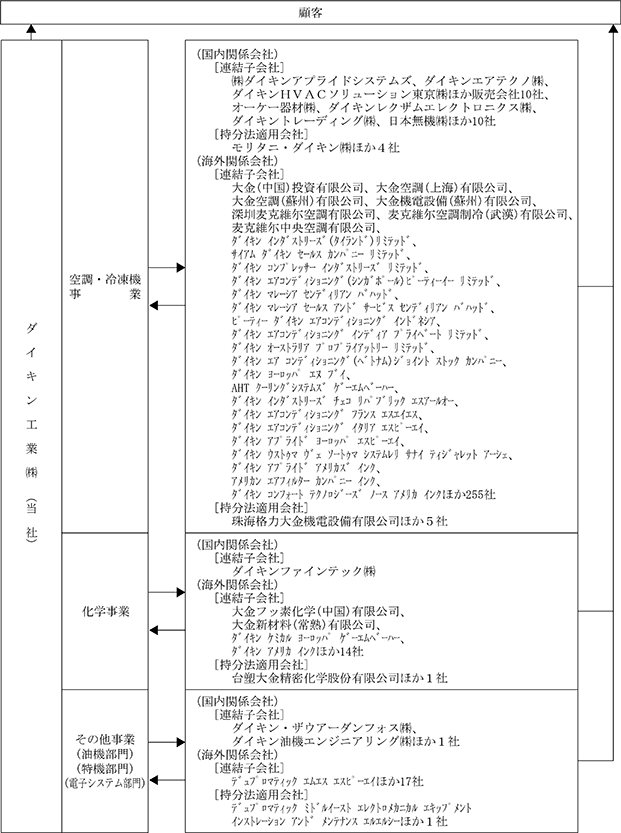 顧客
ダイキン工業㈱（当社）
空調・冷凍機
事業
(国内関係会社)
［連結子会社］
㈱ダイキンアプライドシステムズ、ダイキンエアテクノ㈱、
ダイキンＨＶＡＣソリューション東京㈱ほか販売会社10社、
オーケー器材㈱、ダイキンレクザムエレクトロニクス㈱、
ダイキントレーディング㈱、日本無機㈱ほか10社
［持分法適用会社］
モリタニ・ダイキン㈱ほか４社
(海外関係会社)
［連結子会社］
大金(中国)投資有限公司、大金空調(上海)有限公司、
大金空調(蘇州)有限公司、大金機電設備(蘇州)有限公司、
深圳麦克維尔空調有限公司、麦克維尔空調制冷(武漢)有限公司、
麦克維尔中央空調有限公司、
ﾀﾞｲｷﾝ ｲﾝﾀﾞｽﾄﾘｰｽﾞ(ﾀｲﾗﾝﾄﾞ)ﾘﾐﾃｯﾄﾞ、
ｻｲｱﾑ ﾀﾞｲｷﾝ ｾｰﾙｽ ｶﾝﾊﾟﾆｰ ﾘﾐﾃｯﾄﾞ、
ﾀﾞｲｷﾝ ｺﾝﾌﾟﾚｯｻｰ ｲﾝﾀﾞｽﾄﾘｰｽﾞ ﾘﾐﾃｯﾄﾞ、
ﾀﾞｲｷﾝ ｴｱｺﾝﾃﾞｨｼｮﾆﾝｸﾞ(ｼﾝｶﾞﾎﾟｰﾙ)ﾋﾟｰﾃｨｰｲｰ ﾘﾐﾃｯﾄﾞ、
ﾀﾞｲｷﾝ ﾏﾚｰｼｱ ｾﾝﾃﾞｨﾘｱﾝ ﾊﾞﾊｯﾄﾞ、
ﾀﾞｲｷﾝ ﾏﾚｰｼｱ ｾｰﾙｽ ｱﾝﾄﾞ ｻｰﾋﾞｽ ｾﾝﾃﾞｨﾘｱﾝ ﾊﾞﾊｯﾄﾞ、
ﾋﾟｰﾃｨｰ ﾀﾞｲｷﾝ ｴｱｺﾝﾃﾞｨｼｮﾆﾝｸﾞ ｲﾝﾄﾞﾈｼｱ、
ﾀﾞｲｷﾝ ｴｱｺﾝﾃﾞｨｼｮﾆﾝｸﾞ ｲﾝﾃﾞｨｱ ﾌﾟﾗｲﾍﾞｰﾄ ﾘﾐﾃｯﾄﾞ、
ﾀﾞｲｷﾝ ｵｰｽﾄﾗﾘｱ ﾌﾟﾛﾌﾟﾗｲｱｯﾄﾘｰ ﾘﾐﾃｯﾄﾞ、
ﾀﾞｲｷﾝ ｴｱ ｺﾝﾃﾞｨｼｮﾆﾝｸﾞ(ﾍﾞﾄﾅﾑ)ｼﾞｮｲﾝﾄ ｽﾄｯｸ ｶﾝﾊﾟﾆｰ、
ﾀﾞｲｷﾝ ﾖｰﾛｯﾊﾟ ｴﾇ ﾌﾞｲ、
AHT ｸｰﾘﾝｸﾞｼｽﾃﾑｽﾞ ｹﾞｰｴﾑﾍﾞｰﾊｰ、
ﾀﾞｲｷﾝ ｲﾝﾀﾞｽﾄﾘｰｽﾞ ﾁｪｺ ﾘﾊﾟﾌﾞﾘｯｸ ｴｽｱｰﾙｵｰ、
ﾀﾞｲｷﾝ ｴｱｺﾝﾃﾞｨｼｮﾆﾝｸﾞ ﾌﾗﾝｽ ｴｽｴｲｴｽ、
ﾀﾞｲｷﾝ ｴｱｺﾝﾃﾞｨｼｮﾆﾝｸﾞ ｲﾀﾘｱ ｴｽﾋﾟｰｴｲ、
ﾀﾞｲｷﾝ ｱﾌﾟﾗｲﾄﾞ ﾖｰﾛｯﾊﾟ ｴｽﾋﾟｰｴｲ、
ﾀﾞｲｷﾝ ｳｽﾄｩﾏ ｳﾞｪ ｿｰﾄｩﾏ ｼｽﾃﾑﾚﾘ ｻﾅｲ ﾃｨｼﾞｬﾚｯﾄ ｱｰｼｪ、
ﾀﾞｲｷﾝ ｱﾌﾟﾗｲﾄﾞ ｱﾒﾘｶｽﾞ ｲﾝｸ、
ｱﾒﾘｶﾝ ｴｱﾌｨﾙﾀｰ ｶﾝﾊﾟﾆｰ ｲﾝｸ、
ﾀﾞｲｷﾝ ｺﾝﾌｫｰﾄ ﾃｸﾉﾛｼﾞｰｽﾞ ﾉｰｽ ｱﾒﾘｶ ｲﾝｸほか255社
［持分法適用会社］
珠海格力大金機電設備有限公司ほか５社
化学事業
(国内関係会社)
［連結子会社］
ダイキンファインテック㈱
(海外関係会社)
［連結子会社］
大金フッ素化学(中国)有限公司、
大金新材料(常熟)有限公司、
ﾀﾞｲｷﾝ ｹﾐｶﾙ ﾖｰﾛｯﾊﾟ ｹﾞｰｴﾑﾍﾞｰﾊｰ、
ﾀﾞｲｷﾝ ｱﾒﾘｶ ｲﾝｸほか14社
［持分法適用会社］
台塑大金精密化学股份有限公司ほか１社
その他事業
(油機部門)
(特機部門)
(電子システム部門)
(国内関係会社)
［連結子会社］
ダイキン・ザウアーダンフォス㈱、
ダイキン油機エンジニアリング㈱ほか１社
(海外関係会社)
［連結子会社］
ﾃﾞｭﾌﾟﾛﾏﾃｨｯｸ ｴﾑｴｽ ｴｽﾋﾟｰｴｲほか17社
［持分法適用会社］
ﾃﾞｭﾌﾟﾛﾏﾃｨｯｸ ﾐﾄﾞﾙｲｰｽﾄ ｴﾚｸﾄﾛﾒｶﾆｶﾙ ｴｷｯﾌﾟﾒﾝﾄ
ｲﾝｽﾄﾚｰｼｮﾝ ｱﾝﾄﾞ ﾒﾝﾃﾅﾝｽ ｴﾙｴﾙｼｰほか１社